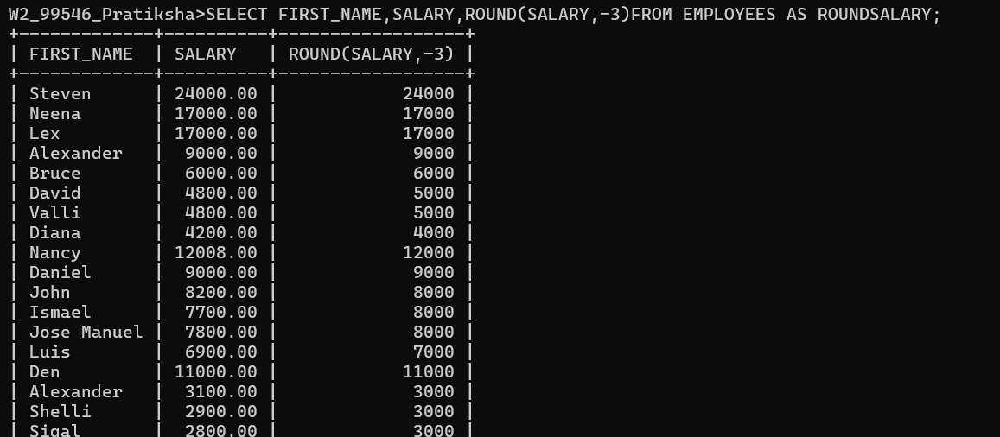 W2_99546_Pratiksha>SELECT FIRST_NAME,SALARY,ROUND(SALARY,-3)FROM EMPLOYEES AS ROUNDSALARY;
+-------------+----------+------------------+
| FIRST_NAME  | SALARY   | ROUND(SALARY,-3) |
+-------------+----------+------------------+
| Steven      | 24000.00 |            24000 |
| Neena       | 17000.00 |            17000 |
| Lex         | 17000.00 |            17000 |
| Alexander   |  9000.00 |             9000 |
| Bruce       |  6000.00 |             6000 |
| David       |  4800.00 |             5000 |
| Valli       |  4800.00 |             5000 |
| Diana       |  4200.00 |             4000 |
| Nancy       | 12008.00 |            12000 |
| Daniel      |  9000.00 |             9000 |
| John        |  8200.00 |             8000 |
| Ismael      |  7700.00 |             8000 |
| Jose Manuel |  7800.00 |             8000 |
| Luis        |  6900.00 |             7000 |
| Den         | 11000.00 |            11000 |
| Alexander   |  3100.00 |             3000 |
| Shelli      |  2900.00 |             3000 |
| Sigal       |  2800.00 |             3000 |